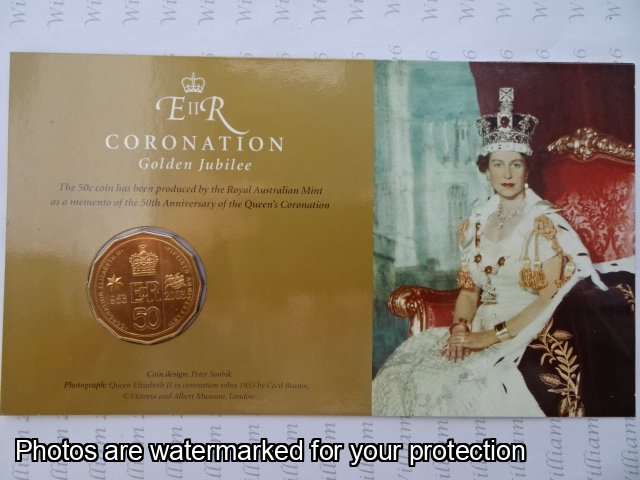 EIIR
CORONATION
Golden Jubilee
The 50c coin has been produced by the Royal Australian Mint
as a memento of the 50th Anniversary of the Queen's Coronation
E II R
1953 2003
50
Coin design: Peter Soobik
Photograph: Queen Elizabeth II in coronation robes 1953 by Cecil Beaton,
© Victoria and Albert Museum, London
Photos are watermarked for your protection